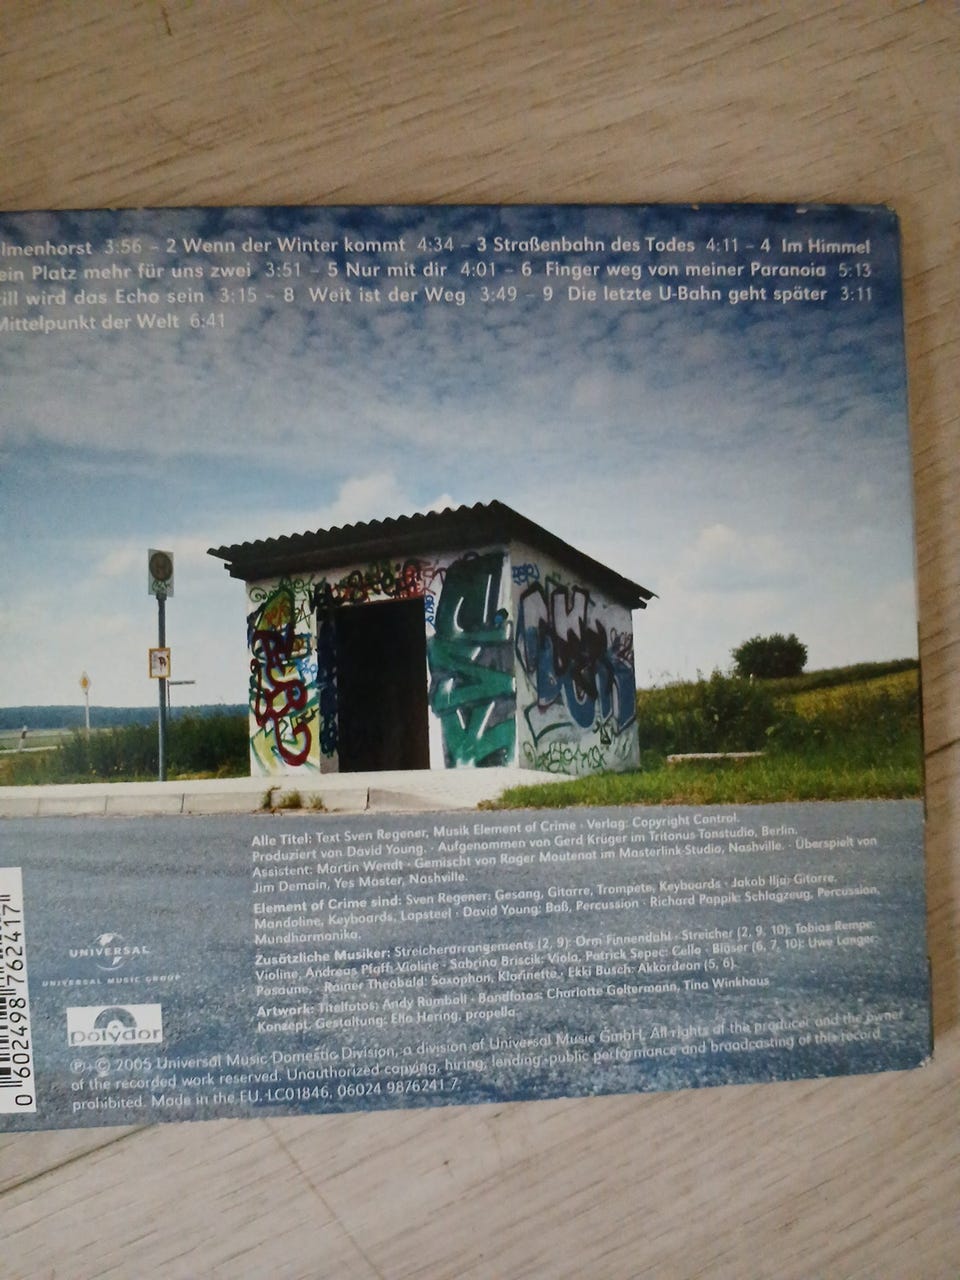 lmenhorst 3:56 – 2 Wenn der Winter kommt 4:34 – 3 Straßenbahn des Todes 4:11 – 4 Im Himmel
ein Platz mehr für uns zwei 3:51 – 5 Nur mit dir 4:01 – 6 Finger weg von meiner Paranoia 5:13
ill wird das Echo sein 3:15 – 8 Weit ist der Weg 3:49 – 9 Die letzte U-Bahn geht später 3:11
Mittelpunkt der Welt 6:41
H
Alle Titel: Text Sven Regener, Musik Element of Crime · Verlag: Copyright Control.
Produziert von David Young. · Aufgenommen von Gerd Krüger im Tritonus-Tonstudio, Berlin.
Assistent: Martin Wendt · Gemischt von Roger Moutenot im Masterlink-Studio, Nashville. · Überspielt von
Jim Demain, Yes Master, Nashville.
Element of Crime sind: Sven Regener: Gesang, Gitarre, Trompete, Keyboards · Jakob Ilja: Gitarre,
Mandoline, Keyboards, Lapsteel · David Young: Baß, Percussion · Richard Pappik: Schlagzeug, Percussion,
Mundharmonika.
Zusätzliche Musiker: Streicherarrangements (2, 9): Orm Finnendahl · Streicher (2, 9, 10): Tobias Rempe:
Violine, Andreas Pfaff: Violine · Sabrina Briscik: Viola, Patrick Sepec: Cello · Bläser (6, 7, 10): Uwe Langer:
Posaune, · Rainer Theobald: Saxophon, Klarinette. · Ekki Busch: Akkordeon (5, 6).
Artwork: Titelfotos: Andy Rumball · Bandfotos: Charlotte Goltermann, Tina Winkhaus
Konzept, Gestaltung: Elle Hering, propella
UNIVERSAL
UNIVERSAL MUSIC GROUP
polydor
℗ © 2005 Universal Music Domestic Division, a division of Universal Music GmbH. All rights of the producer and the owner
of the recorded work reserved. Unauthorized copying, hiring, lending, public performance and broadcasting of this record
prohibited. Made in the EU. LC01846, 06024 9876241 7.
0 602498 762417